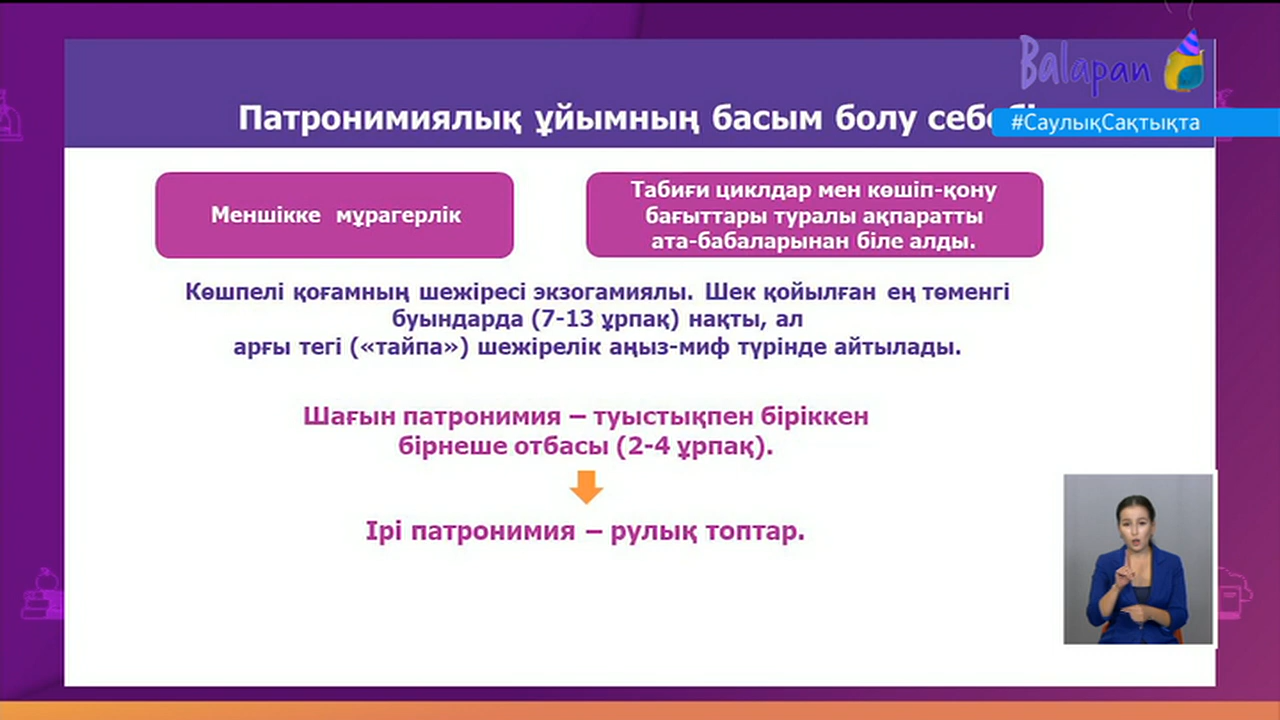 Balapan
Патронимиялық ұйымның басым болу
#СаулықСақтықта
Меншікке мұрагерлік
Табиғи циклдар мен көшіп-қону
бағыттары туралы ақпаратты
ата-бабаларынан біле алды.
Көшпелі қоғамның шежіресі экзогамиялы. Шек қойылған ең төменгі
буындарда (7-13 ұрпақ) нақты, ал
арғы тегі («тайпа») шежірелік аңыз-миф түрінде айтылады.
Шағын патронимия – туыстықпен біріккен
бірнеше отбасы (2-4 ұрпақ).
Ірі патронимия – рулық топтар.